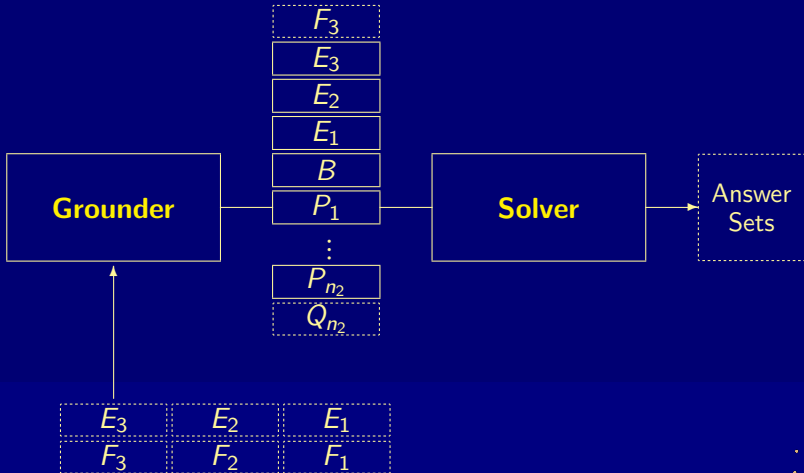 F₃
E₃
E₂
E₁
B
Grounder
P₁
Solver
Answer
Sets
⋮
Pₙ₂
Qₙ₂
E₃ E₂ E₁
F₃ F₂ F₁